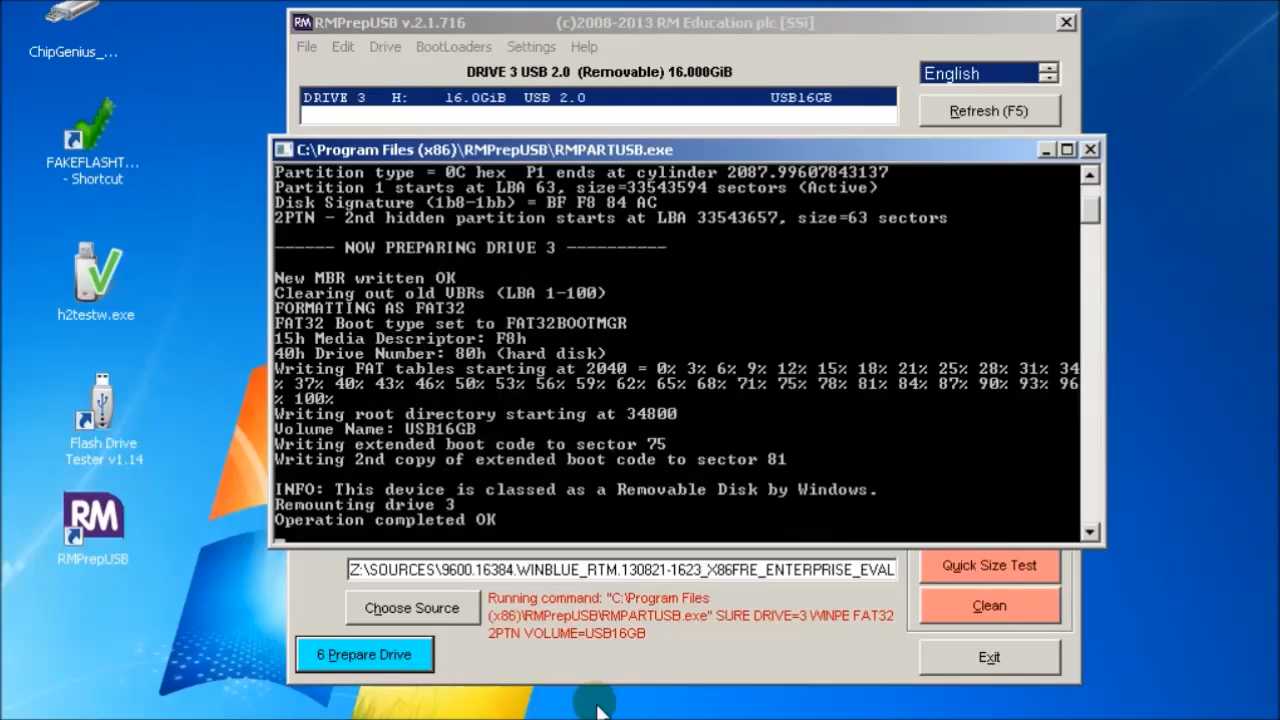 ChipGenius_...
FAKEFLASHT...
- Shortcut
h2testw.exe
Flash Drive
Tester v1.14
RM
RMPrepUSB
RM RMPrepUSB v.2.1.716 (c)2008-2013 RM Education plc [SSi]
File Edit Drive BootLoaders Settings Help
DRIVE 3 USB 2.0 (Removable) 16.000GiB
English
DRIVE 3 H: 16.0GiB USB 2.0 USB16GB
Refresh (F5)
C:\Program Files (x86)\RMPrepUSB\RMPARTUSB.exe
Partition type = 0C hex P1 ends at cylinder 2087.99607843137
Partition 1 starts at LBA 63, size=33543594 sectors (Active)
Disk Signature (1b8-1bb) = BF F8 84 AC
2PTN - 2nd hidden partition starts at LBA 33543657, size=63 sectors
------ NOW PREPARING DRIVE 3 ----------
New MBR written OK
Clearing out old VBRs (LBA 1-100)
FORMATTING AS FAT32
FAT32 Boot type set to FAT32BOOTMGR
15h Media Descriptor: F8h
40h Drive Number: 80h (hard disk)
Writing FAT tables starting at 2040 = 0% 3% 6% 9% 12% 15% 18% 21% 25% 28% 31% 34
% 37% 40% 43% 46% 50% 53% 56% 59% 62% 65% 68% 71% 75% 78% 81% 84% 87% 90% 93% 96
% 100%
Writing root directory starting at 34800
Volume Name: USB16GB
Writing extended boot code to sector 75
Writing 2nd copy of extended boot code to sector 81
INFO: This device is classed as a Removable Disk by Windows.
Remounting drive 3
Operation completed OK
Z:\SOURCES\9600.16384.WINBLUE_RTM.130821-1623_X86FRE_ENTERPRISE_EVAL
Quick Size Test
Choose Source
Running command: "C:\Program Files
(x86)\RMPrepUSB\RMPARTUSB.exe" SURE DRIVE=3 WINPE FAT32
2PTN VOLUME=USB16GB
Clean
6 Prepare Drive
Exit